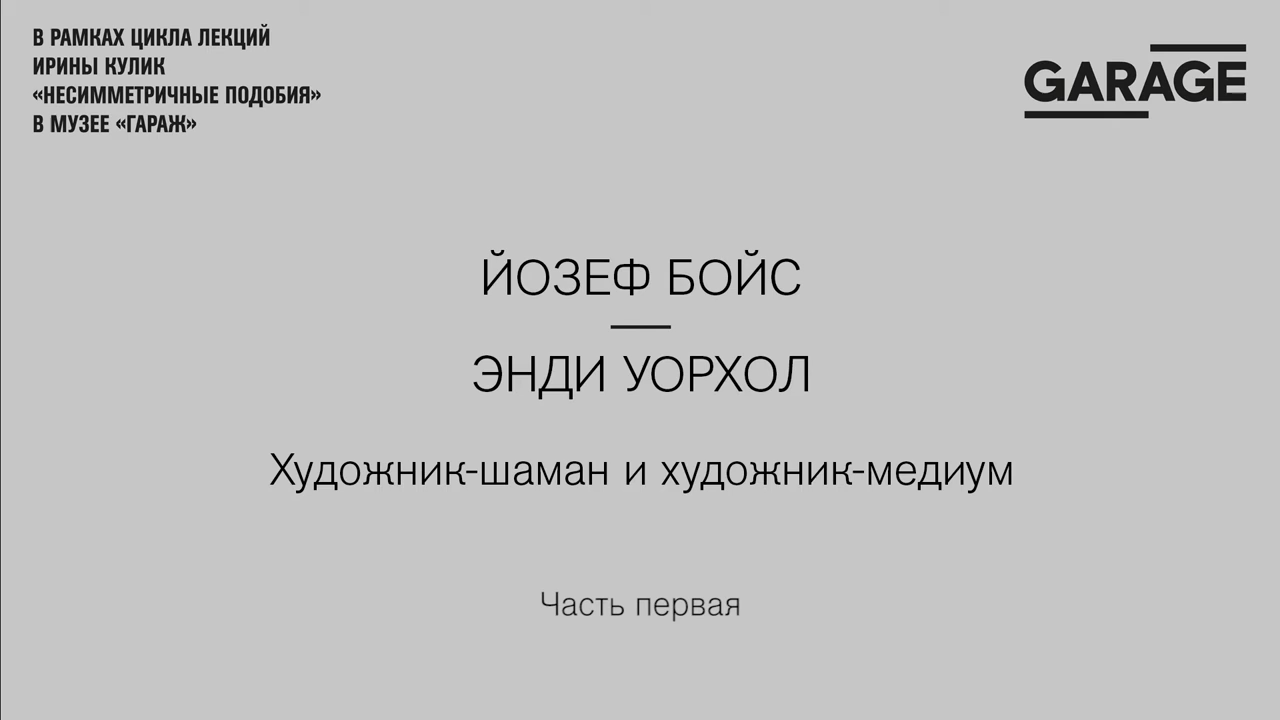 В РАМКАХ ЦИКЛА ЛЕКЦИЙ
ИРИНЫ КУЛИК
«НЕСИММЕТРИЧНЫЕ ПОДОБИЯ»
В МУЗЕЕ «ГАРАЖ»
GARAGE
ЙОЗЕФ БОЙС
—
ЭНДИ УОРХОЛ
Художник-шаман и художник-медиум
Часть первая